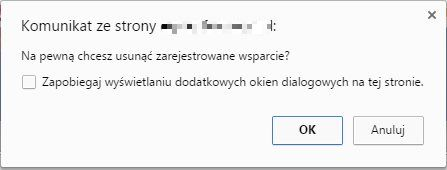 Komunikat ze strony :
Na pewną chcesz usunąć zarejestrowane wsparcie?
Zapobiegaj wyświetlaniu dodatkowych okien dialogowych na tej stronie.
OK
Anuluj